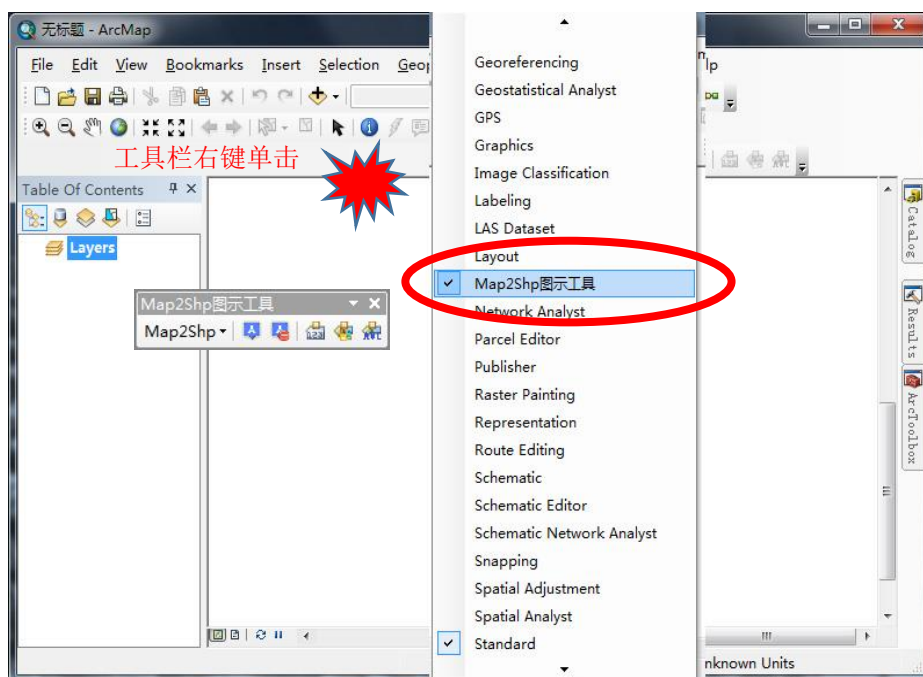 无标题 - ArcMap
File Edit View Bookmarks Insert Selection Geop
lp
工具栏右键单击
Table Of Contents
Layers
Map2Shp图示工具
Map2Shp
Georeferencing
Geostatistical Analyst
GPS
Graphics
Image Classification
Labeling
LAS Dataset
Layout
Map2Shp图示工具
Network Analyst
Parcel Editor
Publisher
Raster Painting
Representation
Route Editing
Schematic
Schematic Editor
Schematic Network Analyst
Snapping
Spatial Adjustment
Spatial Analyst
Standard
Catalog
Results
ArcToolbox
nknown Units